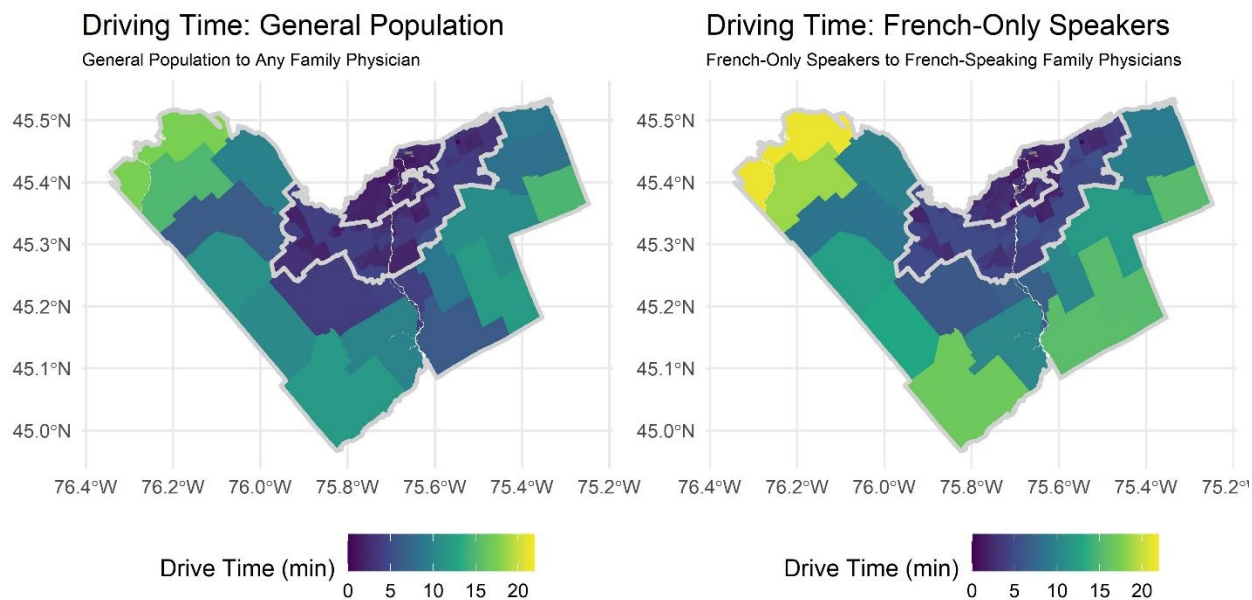 Driving Time: General Population
General Population to Any Family Physician
45.5°N
45.4°N
45.3°N
45.2°N
45.1°N
45.0°N
76.4°W 76.2°W 76.0°W 75.8°W 75.6°W 75.4°W 75.2°W
Drive Time (min)
0 5 10 15 20
Driving Time: French-Only Speakers
French-Only Speakers to French-Speaking Family Physicians
45.5°N
45.4°N
45.3°N
45.2°N
45.1°N
45.0°N
76.4°W 76.2°W 76.0°W 75.8°W 75.6°W 75.4°W 75.2°W
Drive Time (min)
0 5 10 15 20